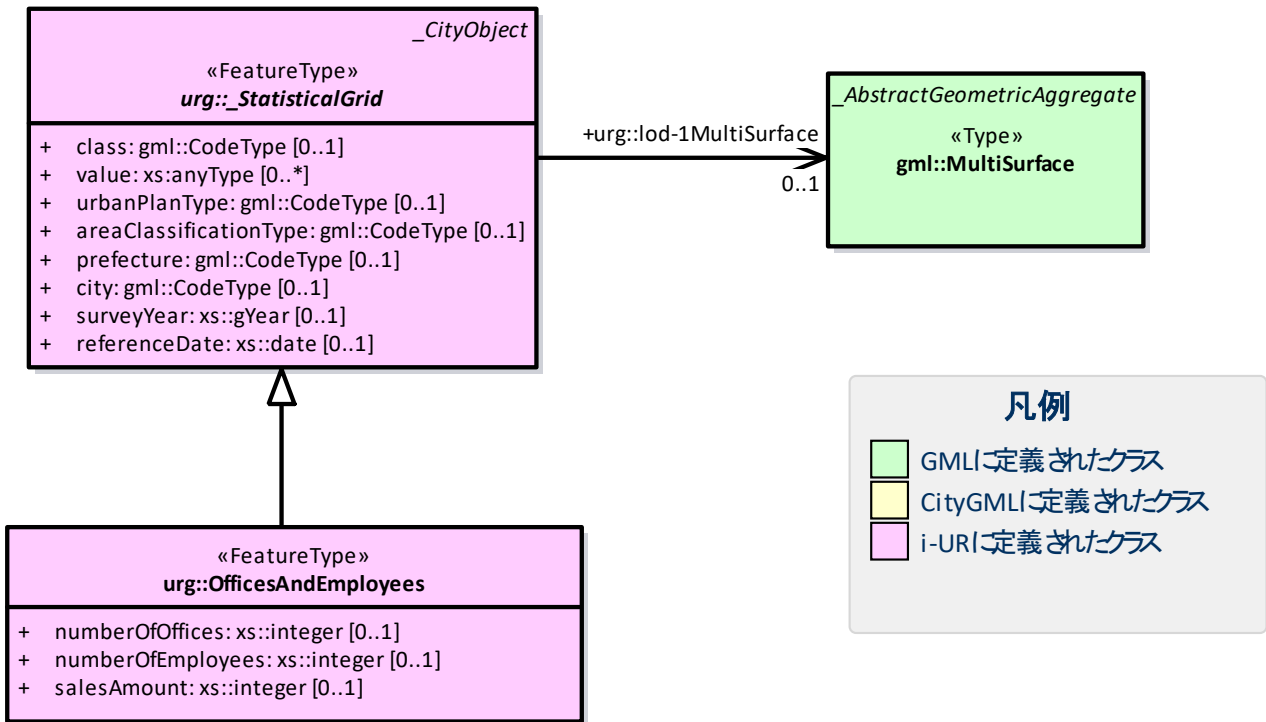 _CityObject
«FeatureType»
urg::_StatisticalGrid
+ class: gml::CodeType [0..1]
+ value: xs:anyType [0..*]
+ urbanPlanType: gml::CodeType [0..1]
+ areaClassificationType: gml::CodeType [0..1]
+ prefecture: gml::CodeType [0..1]
+ city: gml::CodeType [0..1]
+ surveyYear: xs::gYear [0..1]
+ referenceDate: xs::date [0..1]
+urg::lod-1MultiSurface
0..1
_AbstractGeometricAggregate
«Type»
gml::MultiSurface
«FeatureType»
urg::OfficesAndEmployees
+ numberOfOffices: xs::integer [0..1]
+ numberOfEmployees: xs::integer [0..1]
+ salesAmount: xs::integer [0..1]
凡例
GMLに定義されたクラス
CityGMLに定義されたクラス
i-URに定義されたクラス